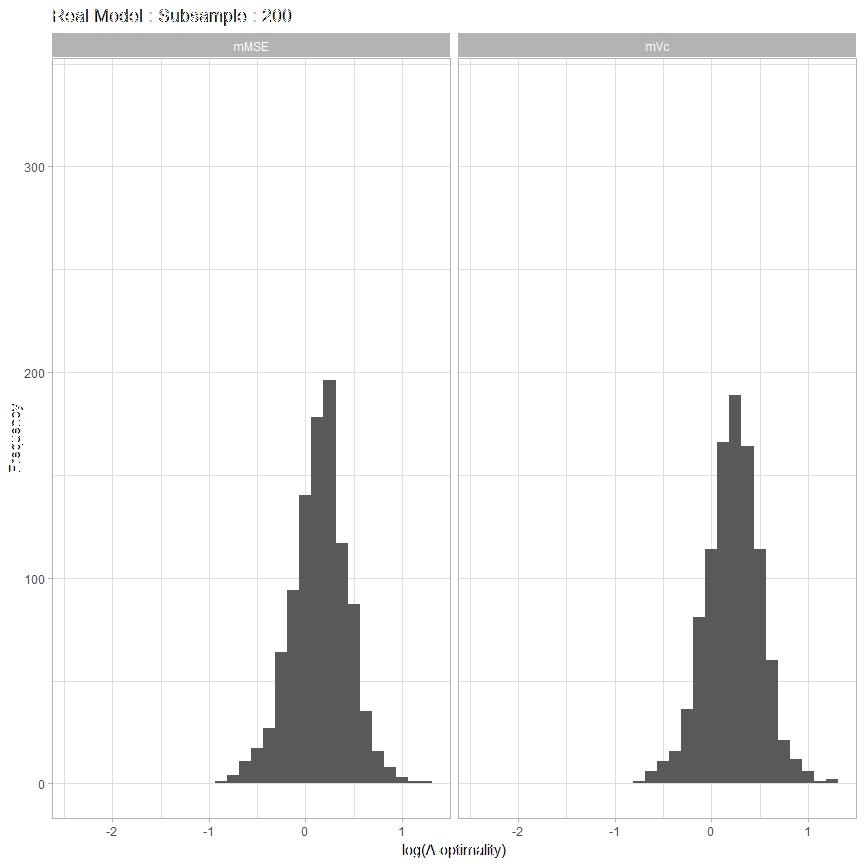 Real Model : Subsample : 200
mMSE mVc
300
200
100
0
Frequency
-2 -1 0 1 -2 -1 0 1
log(A-optimality)